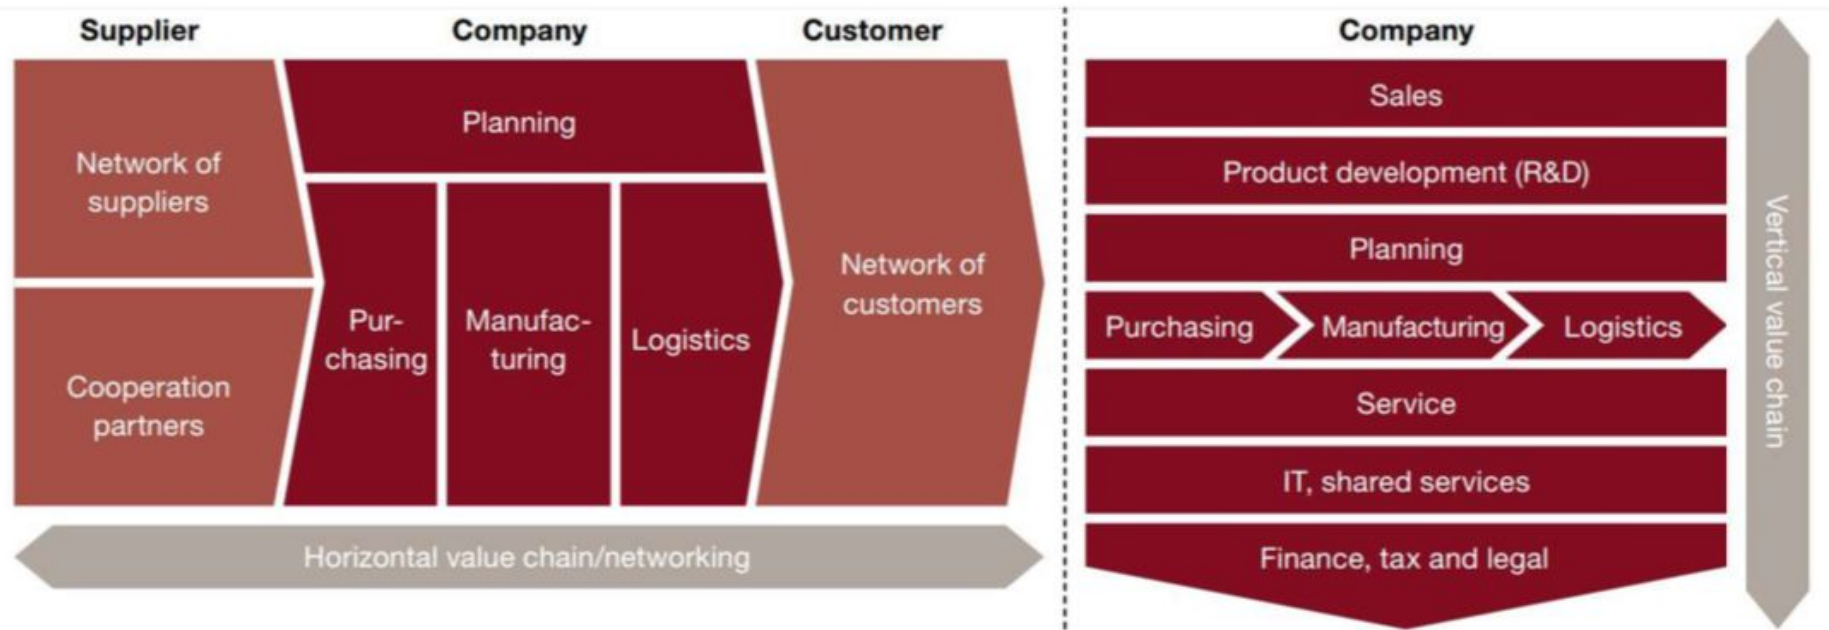 Supplier
Company
Customer
Network of
suppliers
Cooperation
partners
Planning
Pur-
chasing
Manufac-
turing
Logistics
Network of
customers
Horizontal value chain/networking
Company
Sales
Product development (R&D)
Planning
Purchasing
Manufacturing
Logistics
Service
IT, shared services
Finance, tax and legal
Vertical value chain